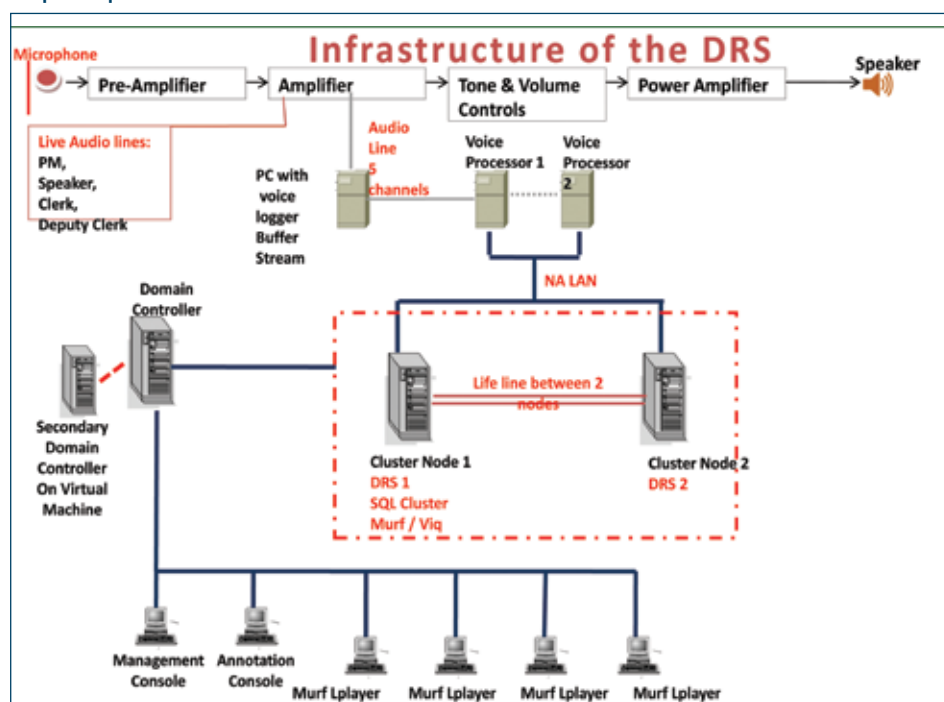 Infrastructure of the DRS
Microphone
Pre-Amplifier
Amplifier
Tone & Volume
Controls
Power Amplifier
Speaker
Live Audio lines:
PM,
Speaker,
Clerk,
Deputy Clerk
Audio
Line
5
channels
PC with
voice
logger
Buffer
Stream
Voice
Processor 1
Voice
Processor
2
NA LAN
Domain
Controller
Secondary
Domain
Controller
On Virtual
Machine
Life line between 2
nodes
Cluster Node 1
DRS 1
SQL Cluster
Murf / Viq
Cluster Node 2
DRS 2
Management
Console
Annotation
Console
Murf Lplayer
Murf Lplayer
Murf Lplayer
Murf Lplayer